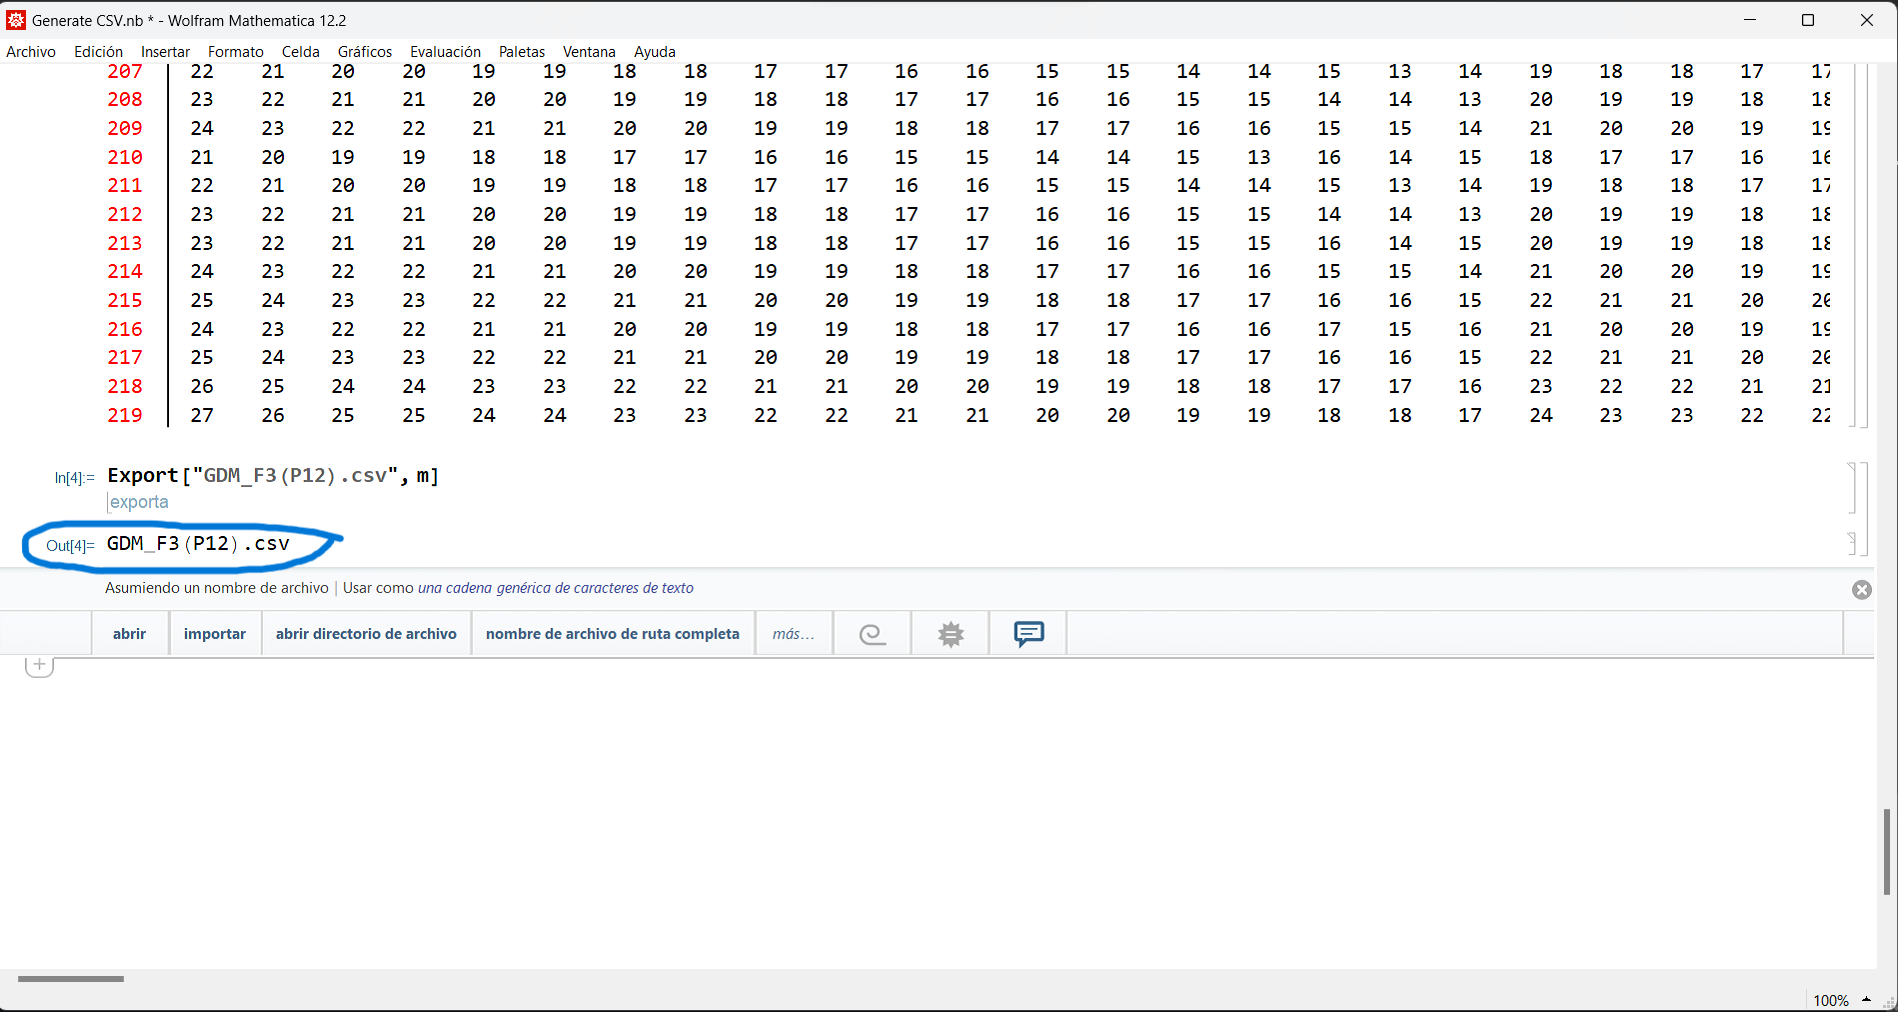 Generate CSV.nb * - Wolfram Mathematica 12.2
Archivo Edición Insertar Formato Celda Gráficos Evaluación Paletas Ventana Ayuda
207 22 21 20 20 19 19 18 18 17 17 16 16 15 15 14 14 15 13 14 19 18 18 17 17
208 23 22 21 21 20 20 19 19 18 18 17 17 16 16 15 15 14 14 13 20 19 19 18 18
209 24 23 22 22 21 21 20 20 19 19 18 18 17 17 16 16 15 15 14 21 20 20 19 19
210 21 20 19 19 18 18 17 17 16 16 15 15 14 14 15 13 16 14 15 18 17 17 16 16
211 22 21 20 20 19 19 18 18 17 17 16 16 15 15 14 14 15 13 14 19 18 18 17 17
212 23 22 21 21 20 20 19 19 18 18 17 17 16 16 15 15 14 14 13 20 19 19 18 18
213 23 22 21 21 20 20 19 19 18 18 17 17 16 16 15 15 16 14 15 20 19 19 18 18
214 24 23 22 22 21 21 20 20 19 19 18 18 17 17 16 16 15 15 14 21 20 20 19 19
215 25 24 23 23 22 22 21 21 20 20 19 19 18 18 17 17 16 16 15 22 21 21 20 20
216 24 23 22 22 21 21 20 20 19 19 18 18 17 17 16 16 17 15 16 21 20 20 19 19
217 25 24 23 23 22 22 21 21 20 20 19 19 18 18 17 17 16 16 15 22 21 21 20 20
218 26 25 24 24 23 23 22 22 21 21 20 20 19 19 18 18 17 17 16 23 22 22 21 21
219 27 26 25 25 24 24 23 23 22 22 21 21 20 20 19 19 18 18 17 24 23 23 22 22
In[4]:= Export["GDM_F3(P12).csv", m]
exporta
Out[4]= GDM_F3(P12).csv
Asumiendo un nombre de archivo | Usar como una cadena genérica de caracteres de texto
abrir importar abrir directorio de archivo nombre de archivo de ruta completa más...
100%